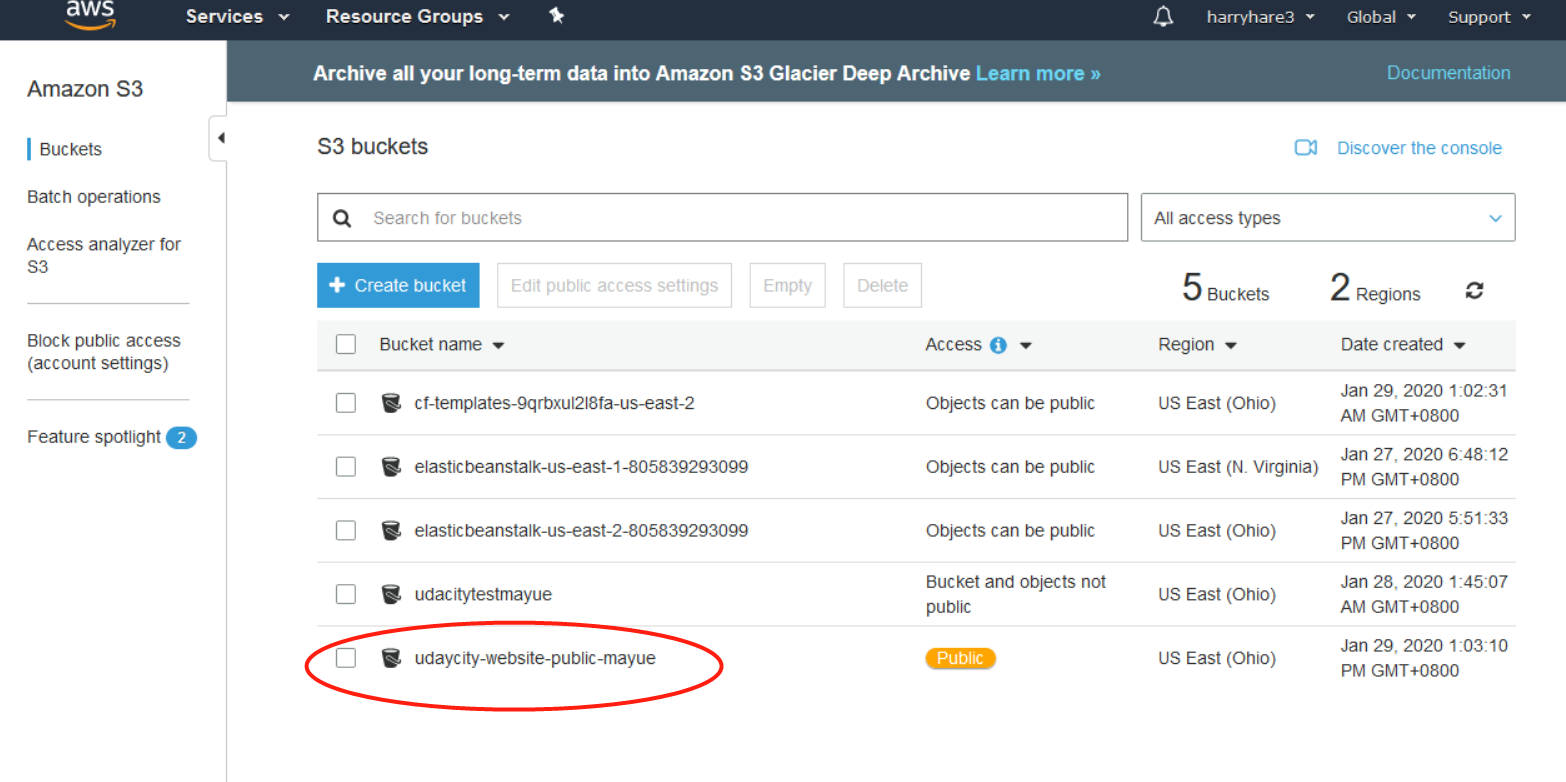 aws Services Resource Groups harryhare3 Global Support
Amazon S3
Buckets
Batch operations
Access analyzer for
S3
Block public access
(account settings)
Feature spotlight 2
Archive all your long-term data into Amazon S3 Glacier Deep Archive Learn more » Documentation
S3 buckets Discover the console
Search for buckets All access types
Create bucket Edit public access settings Empty Delete 5 Buckets 2 Regions
Bucket name Access Region Date created
cf-templates-9qrbxul2l8fa-us-east-2 Objects can be public US East (Ohio) Jan 29, 2020 1:02:31
AM GMT+0800
elasticbeanstalk-us-east-1-805839293099 Objects can be public US East (N. Virginia) Jan 27, 2020 6:48:12
PM GMT+0800
elasticbeanstalk-us-east-2-805839293099 Objects can be public US East (Ohio) Jan 27, 2020 5:51:33
PM GMT+0800
udacitytestmayue Bucket and objects not
public US East (Ohio) Jan 28, 2020 1:45:07
AM GMT+0800
udaycity-website-public-mayue Public US East (Ohio) Jan 29, 2020 1:03:10
PM GMT+0800